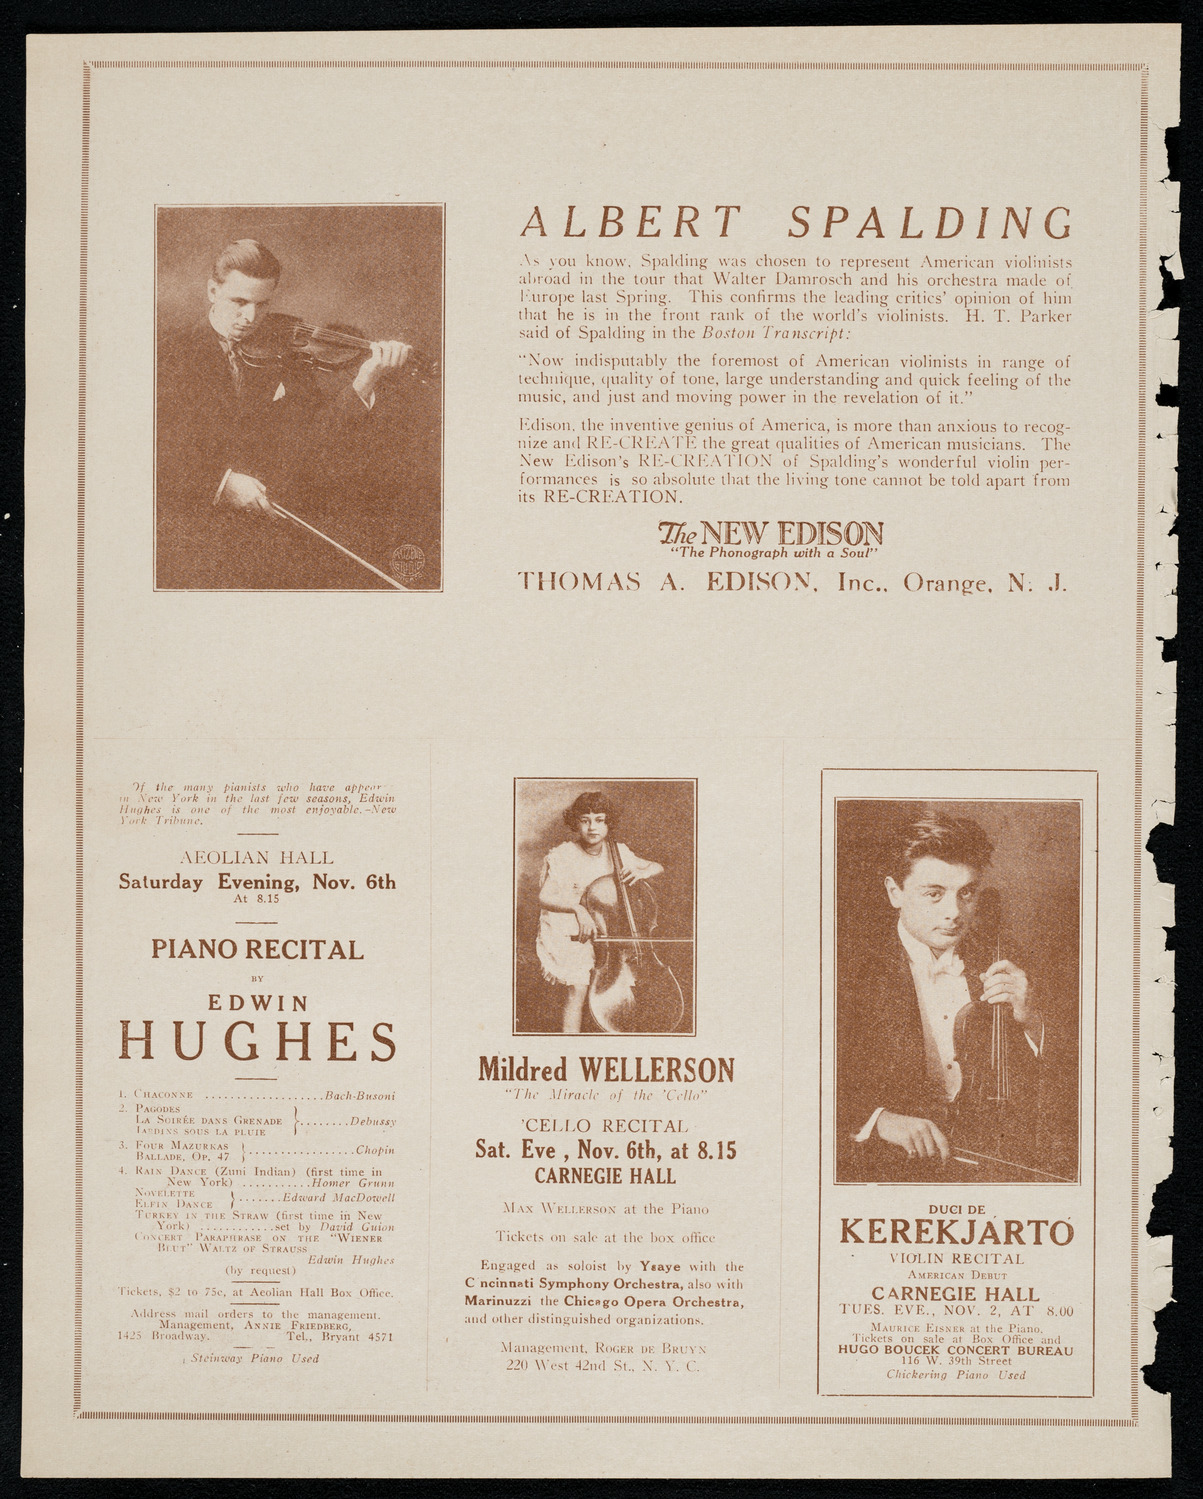 ALBERT SPALDING
As you know, Spalding was chosen to represent American violinists
abroad in the tour that Walter Damrosch and his orchestra made of
Europe last Spring. This confirms the leading critics' opinion of him
that he is in the front rank of the world's violinists. H. T. Parker
said of Spalding in the Boston Transcript:
"Now indisputably the foremost of American violinists in range of
technique, quality of tone, large understanding and quick feeling of the
music, and just and moving power in the revelation of it."
Edison, the inventive genius of America, is more than anxious to recog-
nize and RE-CREATE the great qualities of American musicians. The
New Edison's RE-CREATION of Spalding's wonderful violin per-
formances is so absolute that the living tone cannot be told apart from
its RE-CREATION.
The NEW EDISON
"The Phonograph with a Soul"
THOMAS A. EDISON, Inc., Orange, N. J.
Of the many pianists who have appear
in New York in the last few seasons, Edwin
Hughes is one of the most enjoyable.-New
York Tribune.
AEOLIAN HALL
Saturday Evening, Nov. 6th
At 8.15
PIANO RECITAL
BY
EDWIN
HUGHES
1. CHACONNE ....................Bach-Busoni
2. PAGODES
LA SOIRÉE DANS GRENADE }........Debussy
JARDINS SOUS LA PLUIE
3. FOUR MAZURKAS
BALLADE, OP. 47 }..................Chopin
4. RAIN DANCE (Zuni Indian) (first time in
New York) ...........Homer Grunn
NOVELETTE
ELFIN DANCE }.......Edward MacDowell
TURKEY IN THE STRAW (first time in New
York) ............set by David Guion
CONCERT PARAPHRASE ON THE "WIENER
BLUT" WALTZ OF STRAUSS
Edwin Hughes
(by request)
Tickets, $2 to 75c, at Aeolian Hall Box Office.
Address mail orders to the management.
Management, ANNIE FRIEDBERG,
1425 Broadway. Tel., Bryant 4571
Steinway Piano Used
Mildred WELLERSON
"The Miracle of the 'Cello"
'CELLO RECITAL
Sat. Eve , Nov. 6th, at 8.15
CARNEGIE HALL
MAX WELLERSON at the Piano
Tickets on sale at the box office
Engaged as soloist by Ysaye with the
C ncinnati Symphony Orchestra, also with
Marinuzzi the Chicago Opera Orchestra,
and other distinguished organizations.
Management, ROGER DE BRUYN
220 West 42nd St., N. Y. C.
DUCI DE
KEREKJÁRTÓ
VIOLIN RECITAL
AMERICAN DEBUT
CARNEGIE HALL
TUES. EVE., NOV. 2, AT 8.00
MAURICE EISNER at the Piano,
Tickets on sale at Box Office and
HUGO BOUCEK CONCERT BUREAU
116 W. 39th Street
Chickering Piano Used